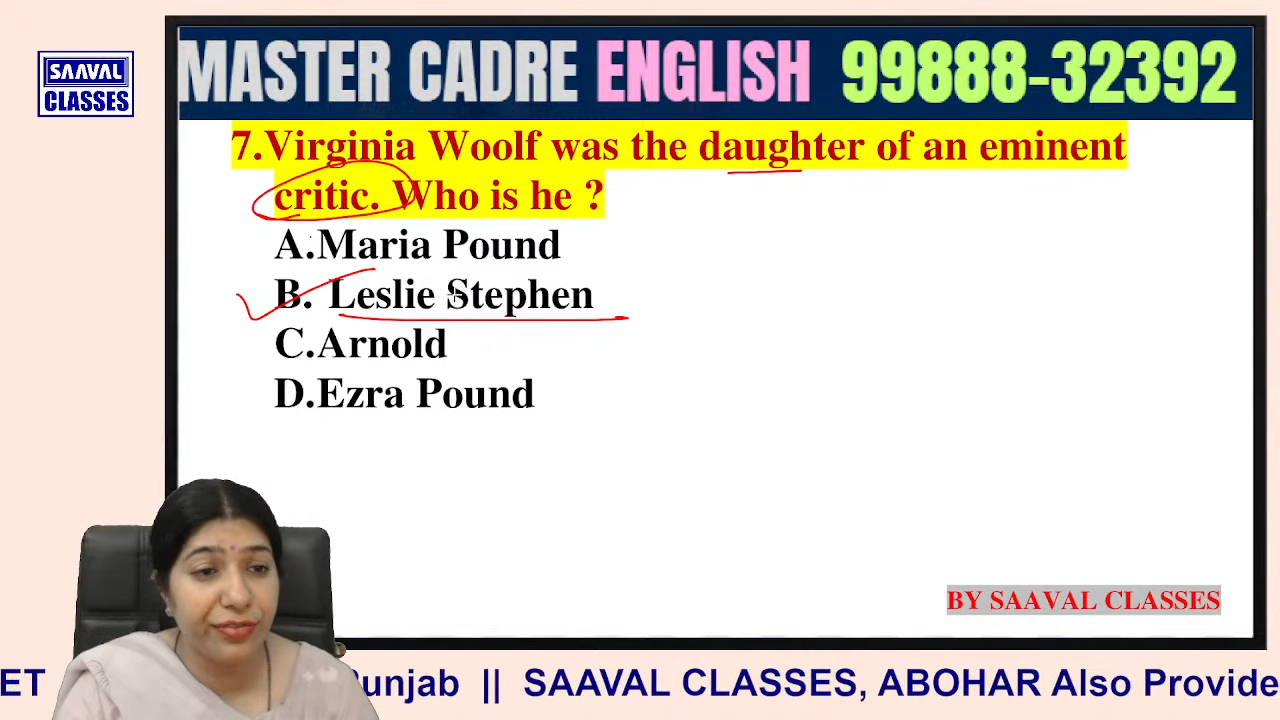 SAAVAL
CLASSES
MASTER CADRE ENGLISH 99888-32392
7.Virginia Woolf was the daughter of an eminent
critic. Who is he ?
A.Maria Pound
B. Leslie Stephen
C.Arnold
D.Ezra Pound
BY SAAVAL CLASSES
ET Punjab || SAAVAL CLASSES, ABOHAR Also Provide